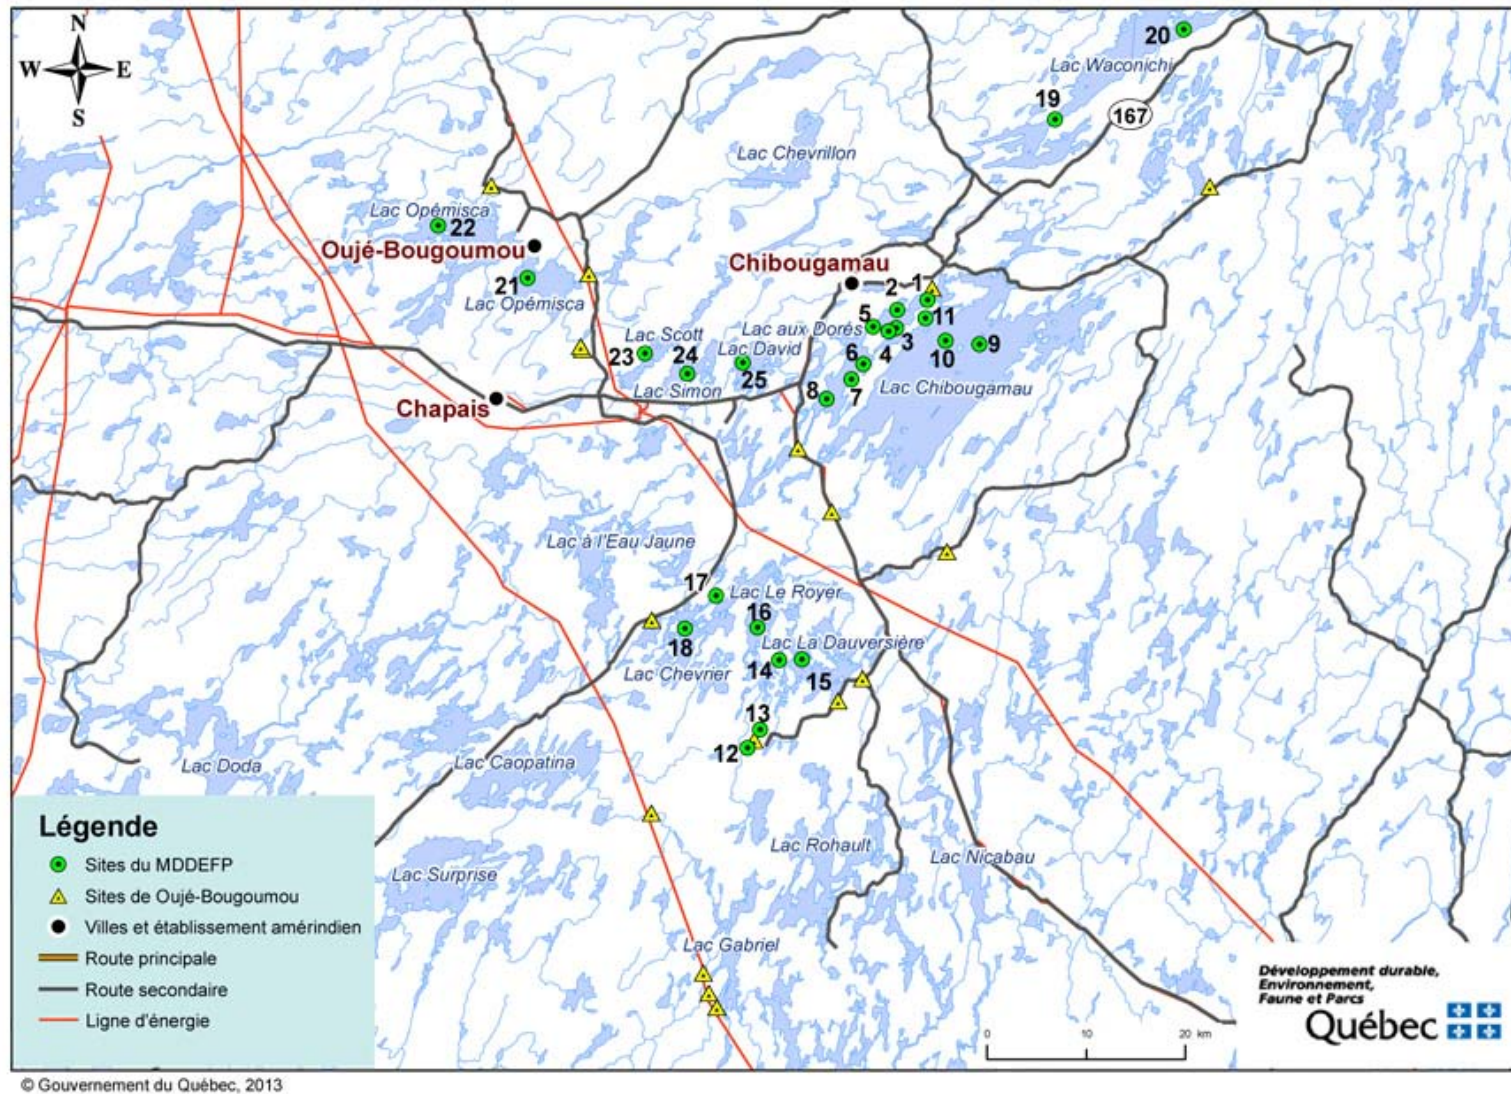 N
W
E
S
20
Lac Waconichi
19
167
Lac Chevrillon
Lac Opémisca
22
Oujé-Bougoumou
21
Lac Opémisca
Chibougamau
1
2
5
Lac aux Dorés
11
3
4
10
9
6
7
8
Lac Chibougamau
Lac Scott
23
24
Lac David
25
Lac Simon
Chapais
Lac à l'Eau Jaune
17
Lac Le Royer
16
18
Lac La Dauversière
14
15
Lac Chevrier
13
12
Lac Doda
Lac Caopatina
Lac Rohault
Lac Nicabau
Lac Surprise
Lac Gabriel
Légende
Sites du MDDEFP
Sites de Oujé-Bougoumou
Villes et établissement amérindien
Route principale
Route secondaire
Ligne d'énergie
0 10 20 km
Développement durable,
Environnement,
Faune et Parcs
Québec
© Gouvernement du Québec, 2013